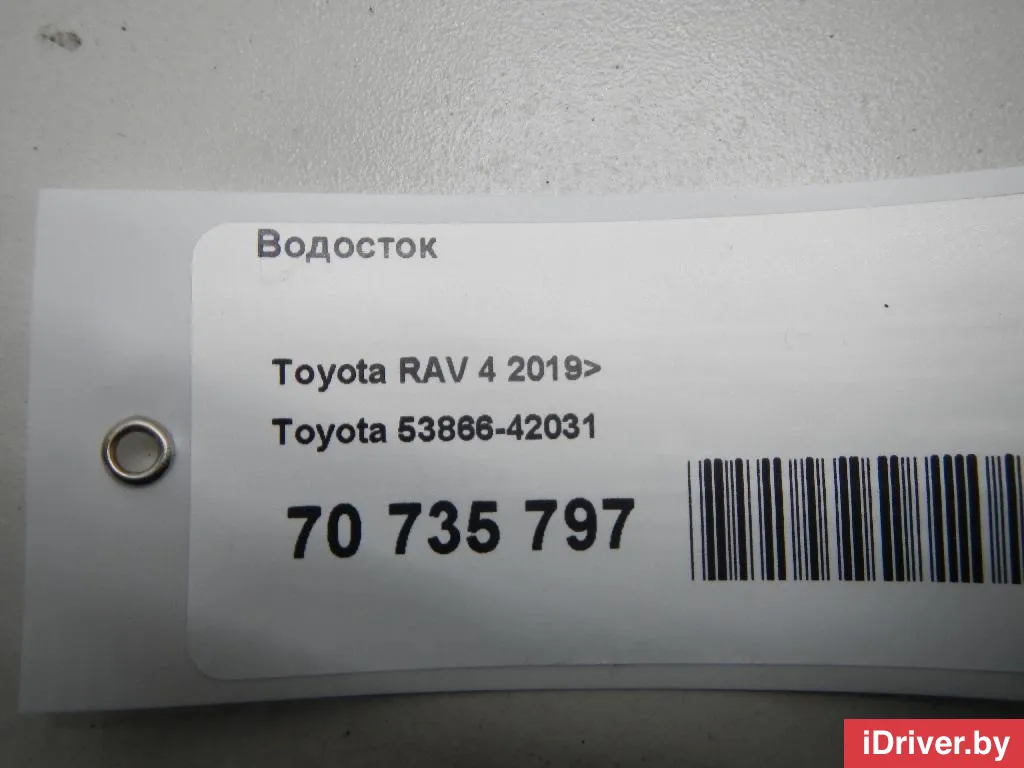 Водосток
Toyota RAV 4 2019>
Toyota 53866-42031
70 735 797
iDriver.by